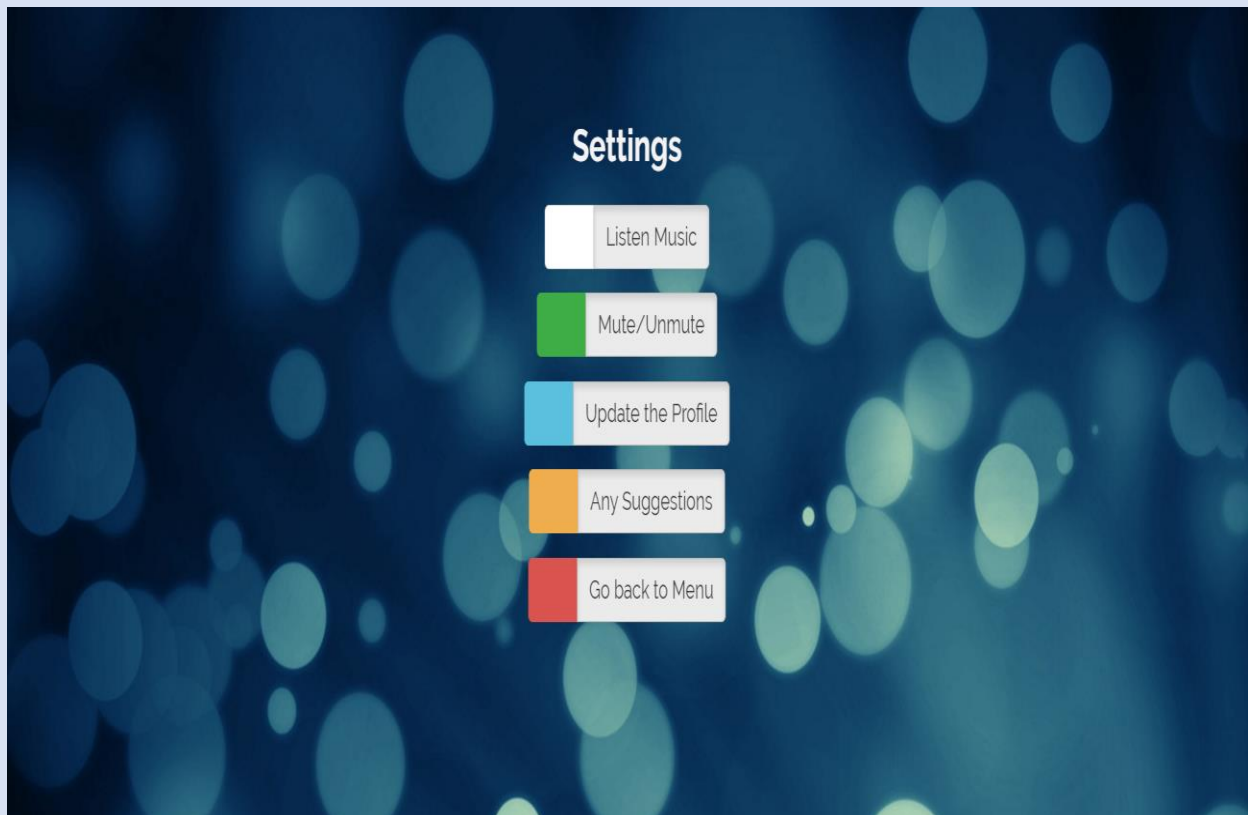 Settings
Listen Music
Mute/Unmute
Update the Profile
Any Suggestions
Go back to Menu